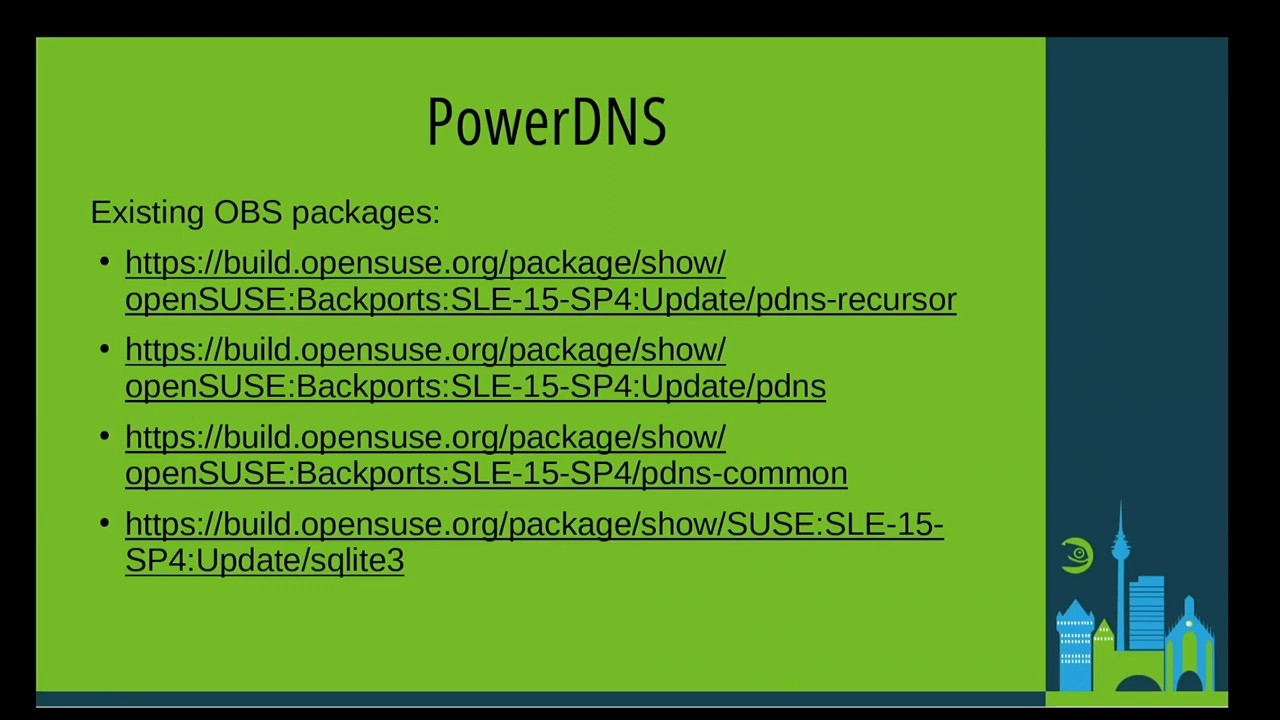 PowerDNS
Existing OBS packages:
• https://build.opensuse.org/package/show/
openSUSE:Backports:SLE-15-SP4:Update/pdns-recursor
• https://build.opensuse.org/package/show/
openSUSE:Backports:SLE-15-SP4:Update/pdns
• https://build.opensuse.org/package/show/
openSUSE:Backports:SLE-15-SP4/pdns-common
• https://build.opensuse.org/package/show/SUSE:SLE-15-
SP4:Update/sqlite3